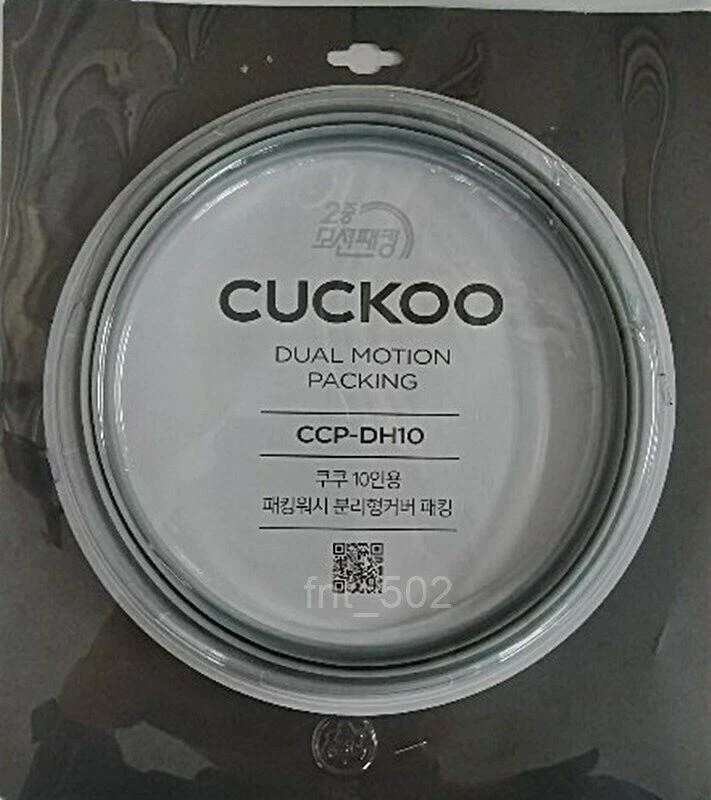 2중
모션패킹
CUCKOO
DUAL MOTION
PACKING
CCP-DH10
쿠쿠 10인용
패킹워시 분리형커버 패킹
fnt_502